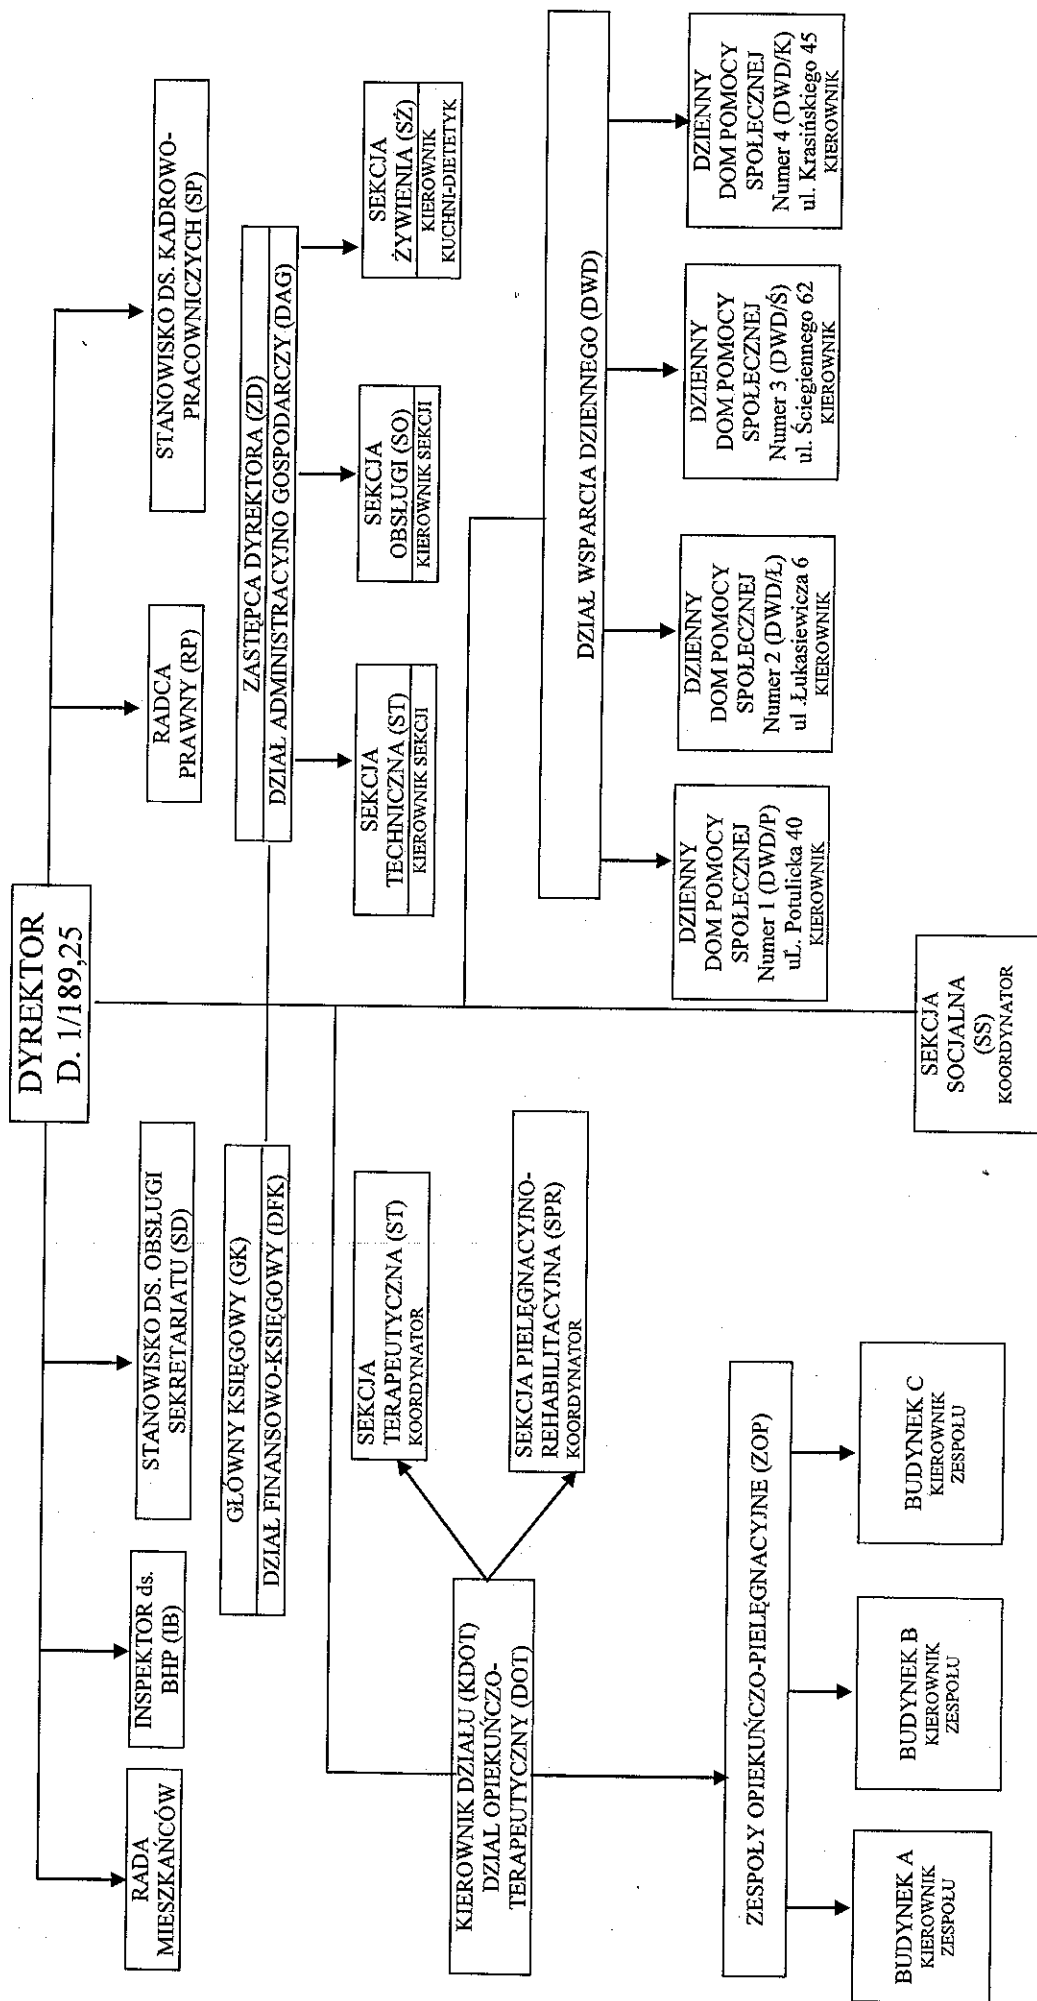 DYREKTOR
D. 1/189,25
RADA
MIESZKAŃCÓW
INSPEKTOR ds.
BHP (IB)
STANOWISKO DS. OBSŁUGI
SEKRETARIATU (SD)
RADCA
PRAWNY (RP)
STANOWISKO DS. KADROWO-
PRACOWNICZYCH (SP)
GŁÓWNY KSIĘGOWY (GK)
DZIAŁ FINANSOWO-KSIĘGOWY (DFK)
ZASTĘPCA DYREKTORA (ZD)
DZIAŁ ADMINISTRACYJNO GOSPODARCZY (DAG)
SEKCJA
TERAPEUTYCZNA (ST)
KOORDYNATOR
SEKCJA
TECHNICZNA (ST)
KIEROWNIK SEKCJI
SEKCJA
OBSŁUGI (SO)
KIEROWNIK SEKCJI
SEKCJA
ŻYWIENIA (SŻ)
KIEROWNIK
KUCHNI-DIETETYK
KIEROWNIK DZIAŁU (KDOT)
DZIAŁ OPIEKUŃCZO-
TERAPEUTYCZNY (DOT)
SEKCJA PIELĘGNACYJNO-
REHABILITACYJNA (SPR)
KOORDYNATOR
DZIAŁ WSPARCIA DZIENNEGO (DWD)
DZIENNY
DOM POMOCY
SPOŁECZNEJ
Numer 1 (DWD/P)
uL. Potulicka 40
KIEROWNIK
DZIENNY
DOM POMOCY
SPOŁECZNEJ
Numer 2 (DWD/Ł)
ul .Łukasiewicza 6
KIEROWNIK
DZIENNY
DOM POMOCY
SPOŁECZNEJ
Numer 3 (DWD/Ś)
ul. Ściegiennego 62
KIEROWNIK
DZIENNY
DOM POMOCY
SPOŁECZNEJ
Numer 4 (DWD/K)
ul. Krasińskiego 45
KIEROWNIK
ZESPOŁY OPIEKUŃCZO-PIELĘGNACYJNE (ZOP)
BUDYNEK A
KIEROWNIK
ZESPOŁU
BUDYNEK B
KIEROWNIK
ZESPOŁU
BUDYNEK C
KIEROWNIK
ZESPOŁU
SEKCJA
SOCJALNA
(SS)
KOORDYNATOR